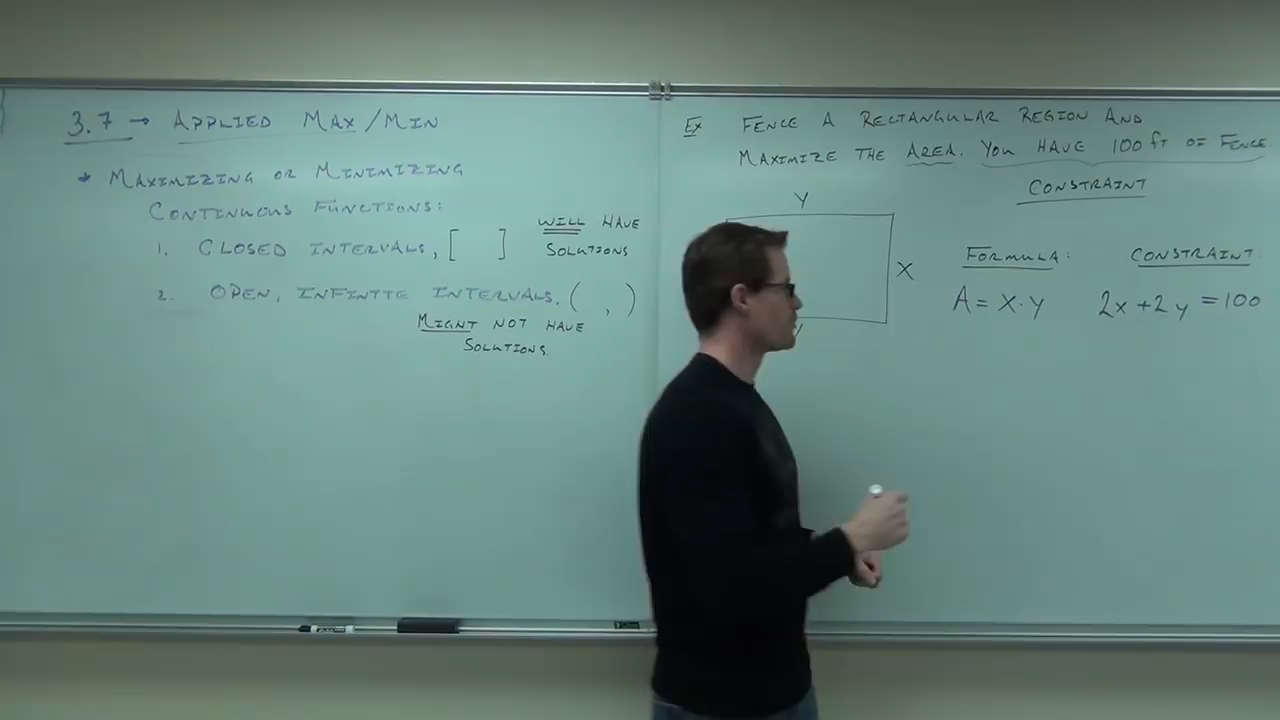 3.7 → APPLIED MAX/MIN
* MAXIMIZING OR MINIMIZING
CONTINUOUS FUNCTIONS:
1. CLOSED INTERVALS, [ ] WILL HAVE
SOLUTIONS
2. OPEN, INFINITE INTERVALS. ( , )
MIGHT NOT HAVE
SOLUTIONS.
EX FENCE A RECTANGULAR REGION AND
MAXIMIZE THE AREA. YOU HAVE 100 ft OF FENCE.
CONSTRAINT
Y
X
Y
FORMULA: CONSTRAINT:
A = X·Y 2x+2y = 100